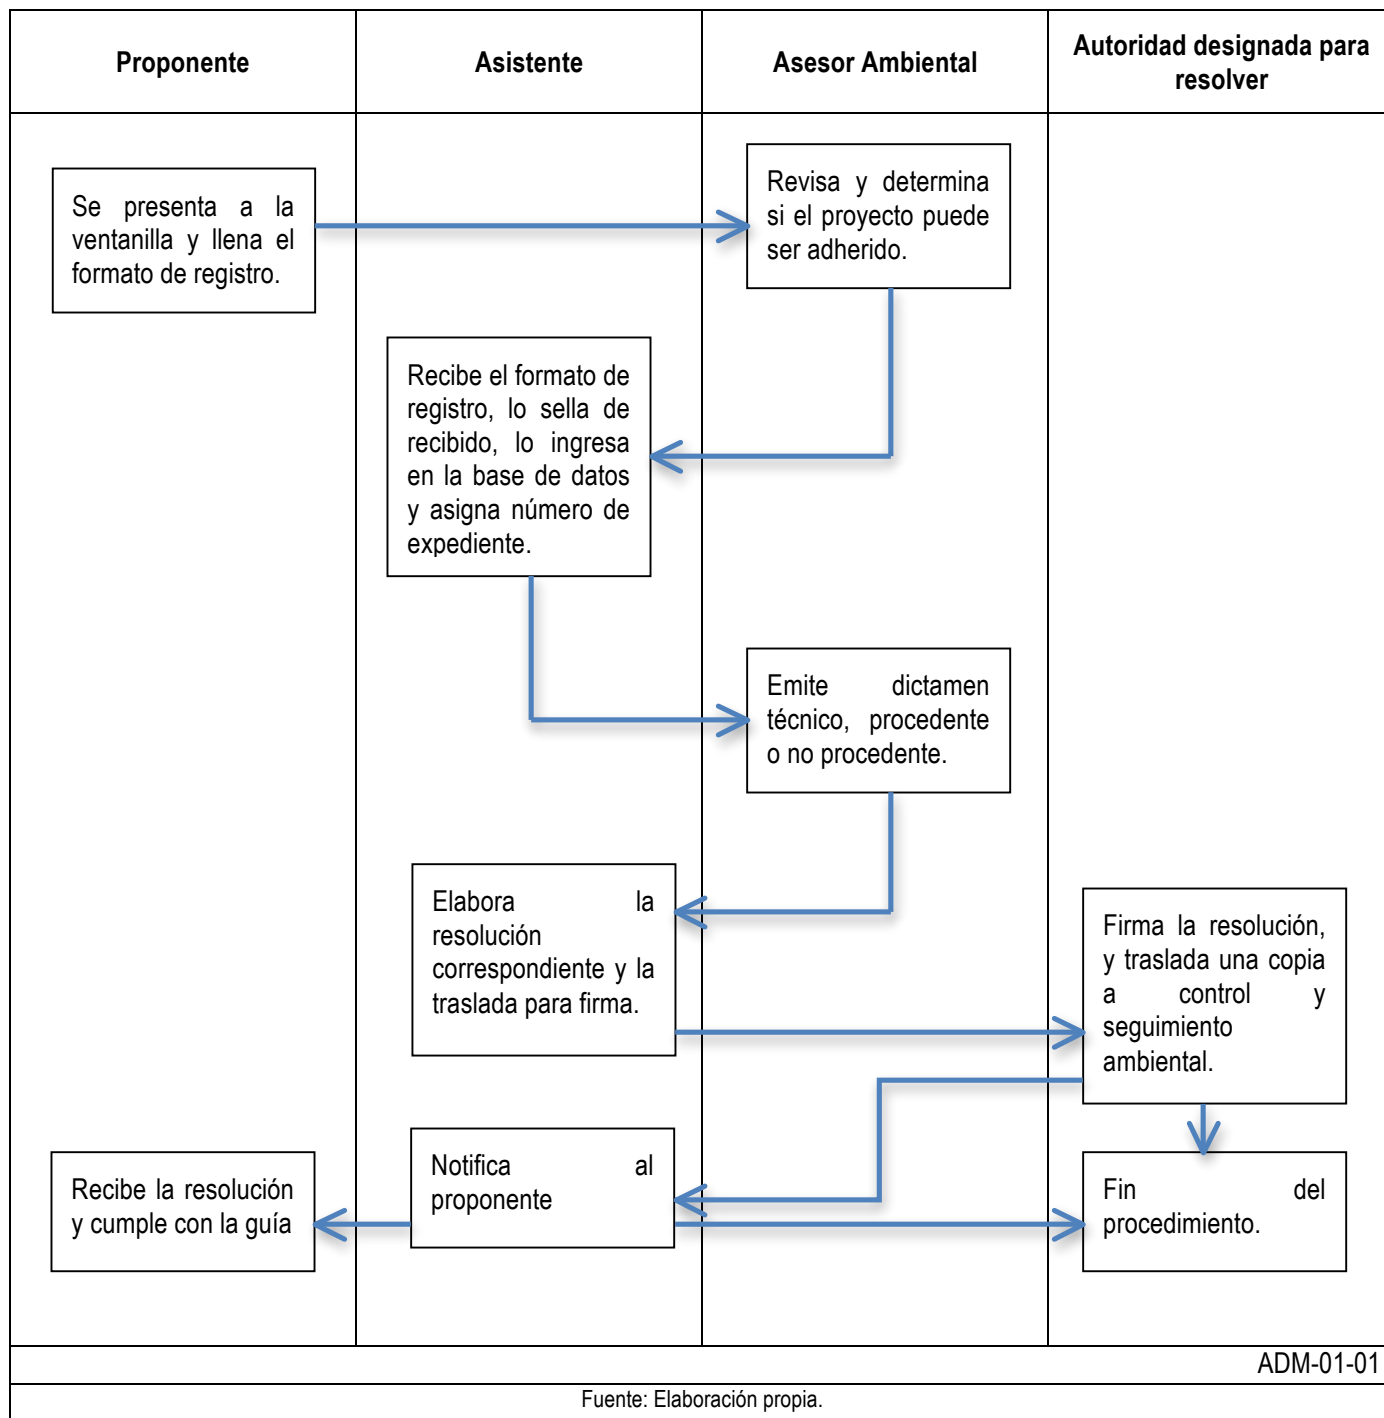 Proponente
Asistente
Asesor Ambiental
Autoridad designada para
resolver
Se presenta a la
ventanilla y llena el
formato de registro.
Revisa y determina
si el proyecto puede
ser adherido.
Recibe el formato de
registro, lo sella de
recibido, lo ingresa
en la base de datos
y asigna número de
expediente.
Emite dictamen
técnico, procedente
o no procedente.
Elabora la
resolución
correspondiente y la
traslada para firma.
Firma la resolución,
y traslada una copia
a control y
seguimiento
ambiental.
Notifica al
proponente
Recibe la resolución
y cumple con la guía
Fin del
procedimiento.
ADM-01-01
Fuente: Elaboración propia.